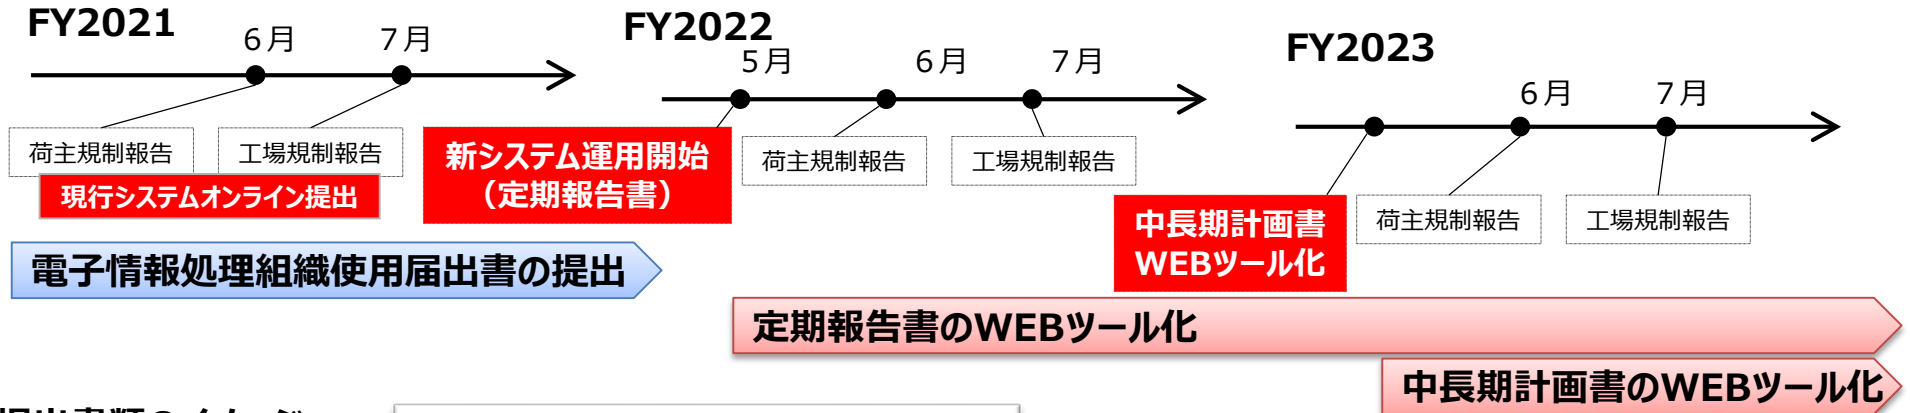 FY2021
6月
7月
荷主規制報告
工場規制報告
現行システムオンライン提出
FY2022
5月
6月
7月
新システム運用開始
（定期報告書）
荷主規制報告
工場規制報告
FY2023
6月
7月
中長期計画書
WEBツール化
荷主規制報告
工場規制報告
電子情報処理組織使用届出書の提出
定期報告書のWEBツール化
中長期計画書のWEBツール化